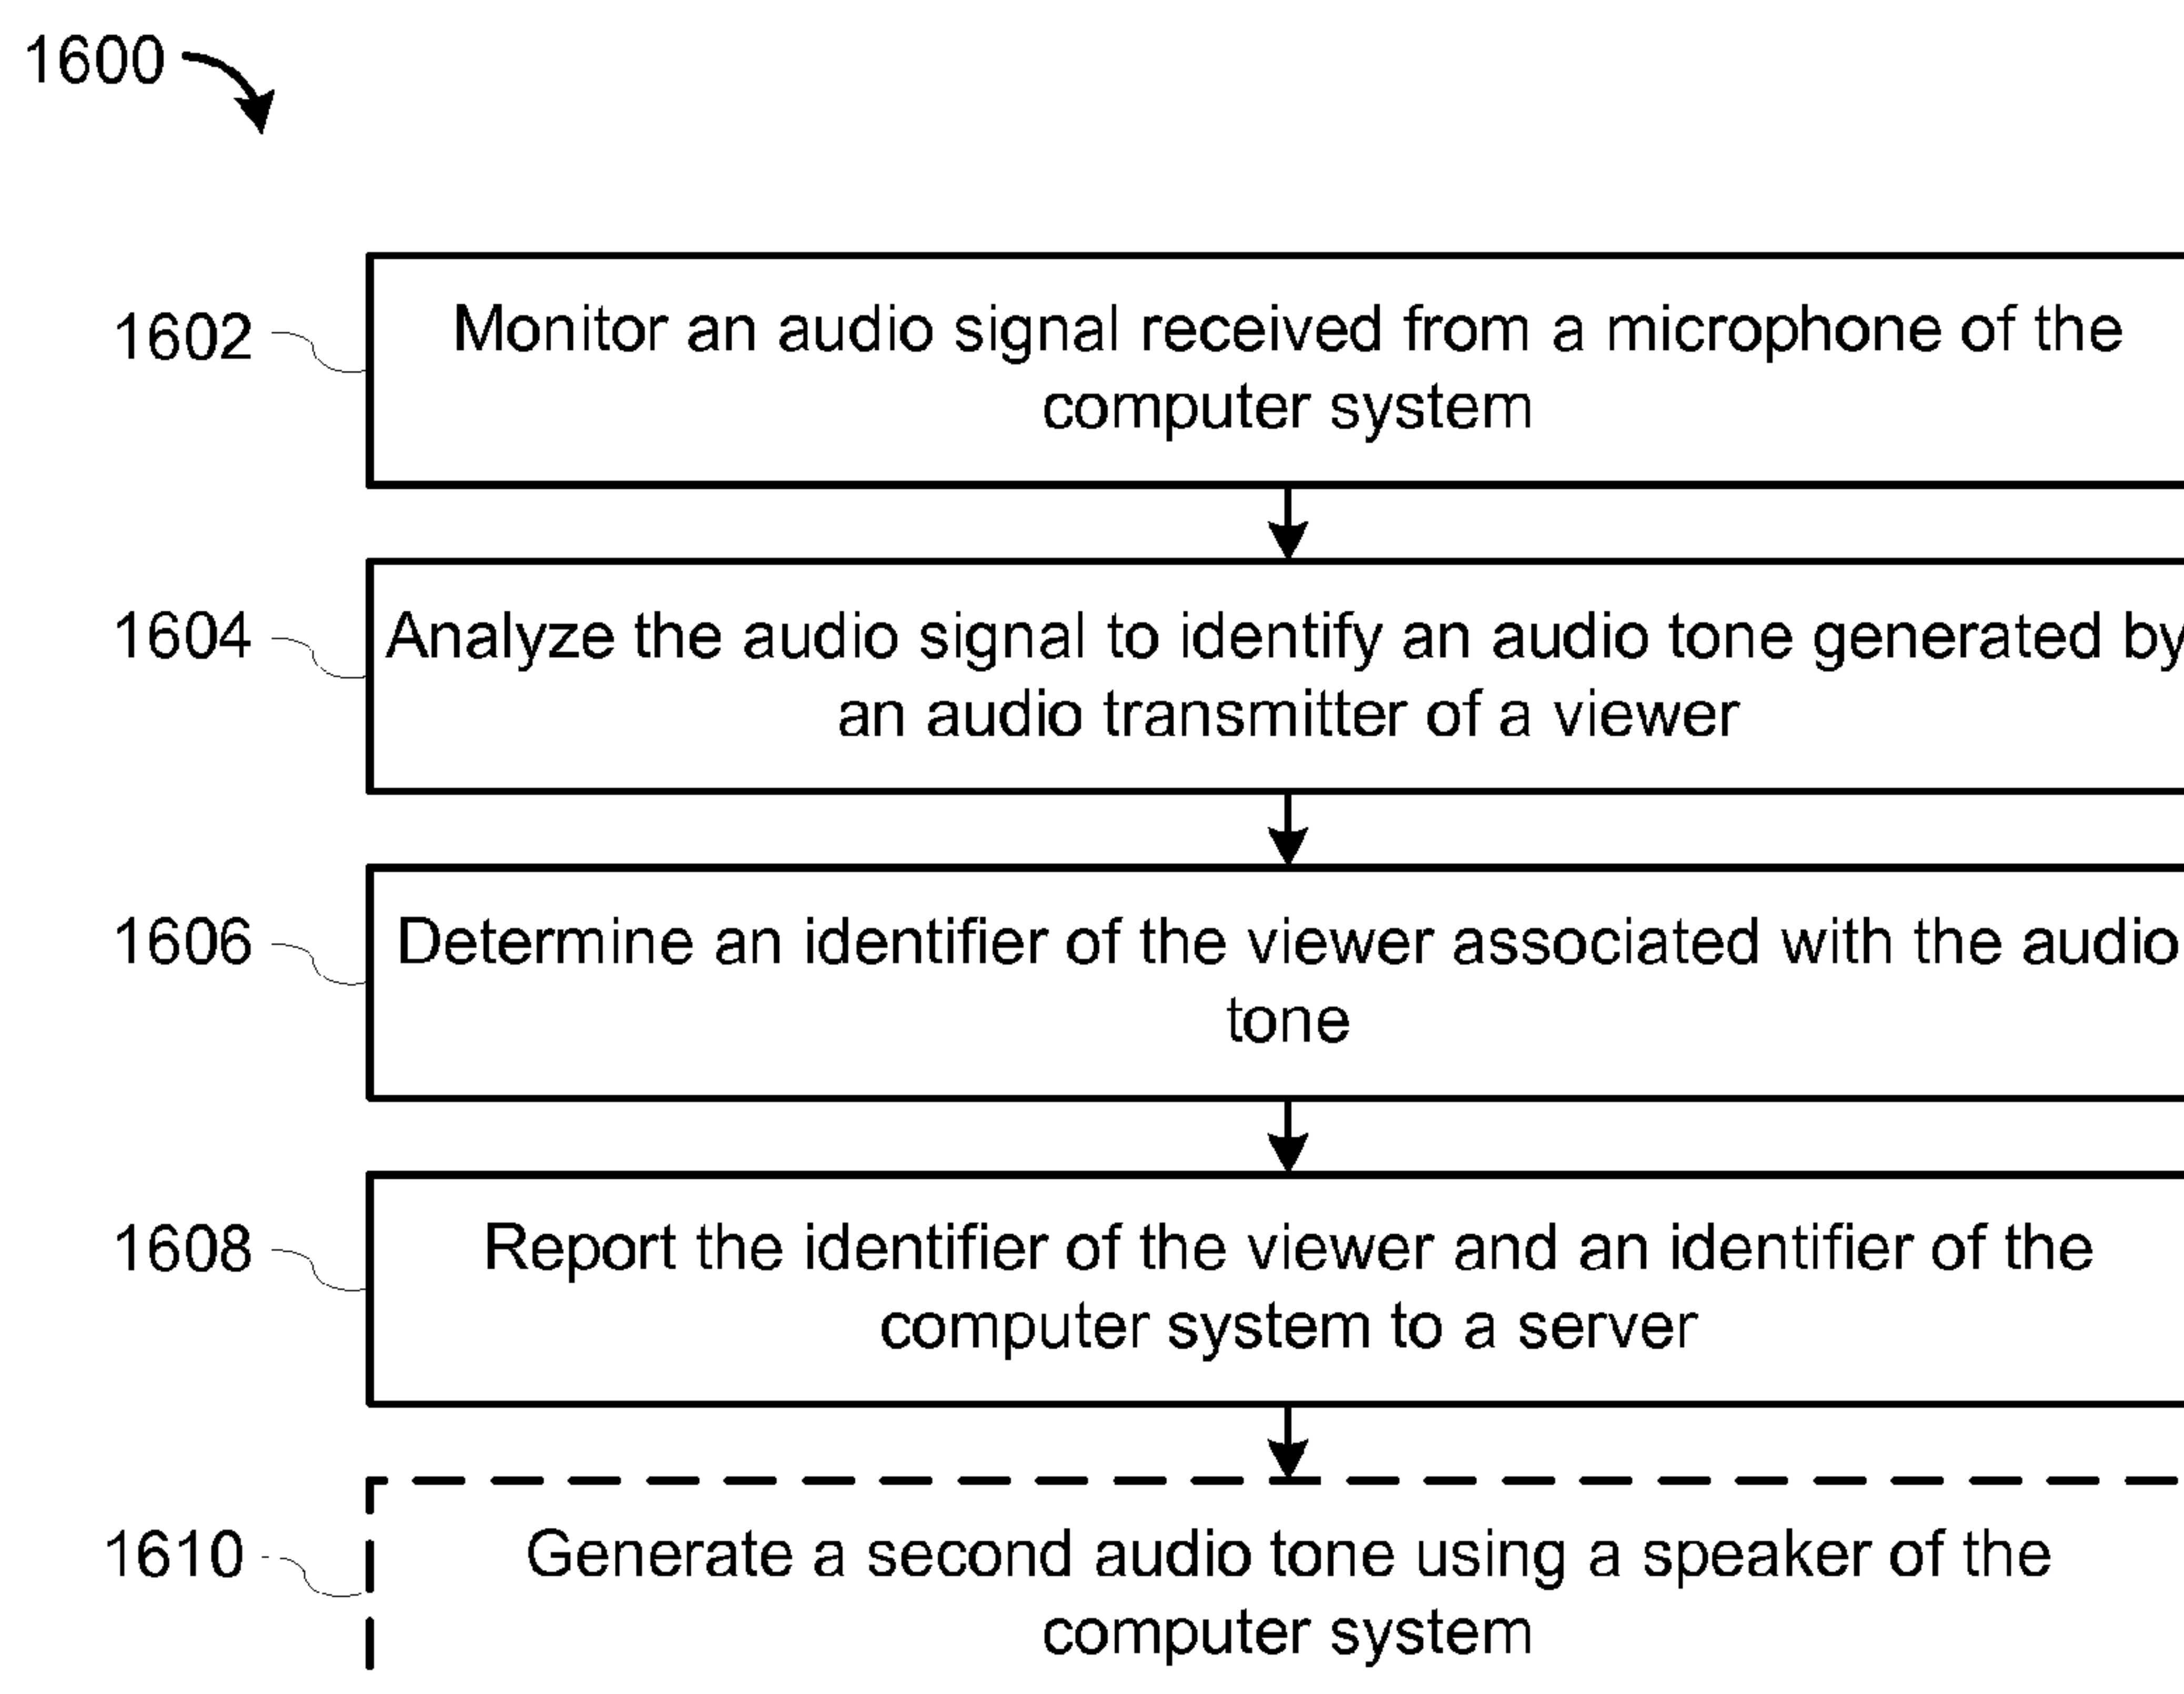 1600
1602
Monitor an audio signal received from a microphone of the
computer system
1604
Analyze the audio signal to identify an audio tone generated by
an audio transmitter of a viewer
1606
Determine an identifier of the viewer associated with the audio
tone
1608
Report the identifier of the viewer and an identifier of the
computer system to a server
1610
Generate a second audio tone using a speaker of the
computer system